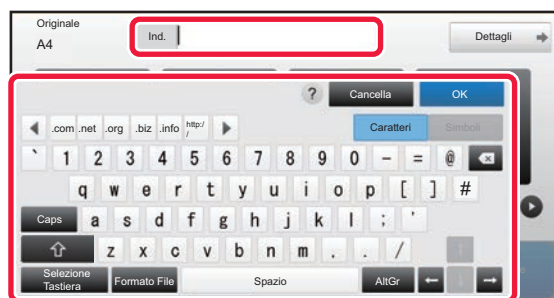 Originale
A4
Ind.
Dettagli
? Cancella OK
.com .net .org .biz .info http:/
/
Caratteri Simboli
` 1 2 3 4 5 6 7 8 9 0 - = @
q w e r t y u i o p [ ] #
Caps a s d f g h j k l ; '
z x c v b n m . . /
Selezione
Tastiera
Formato File Spazio AltGr